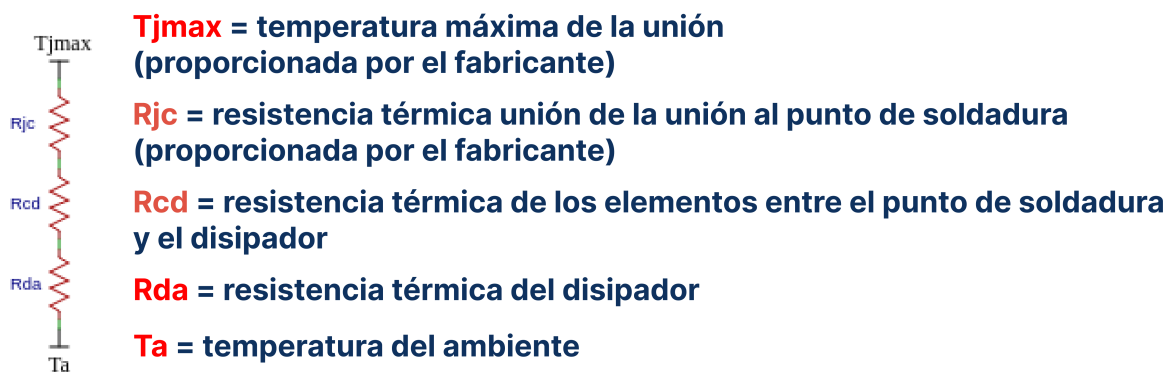 Tjmax
Rjc
Rcd
Rda
Ta
Tjmax = temperatura máxima de la unión
(proporcionada por el fabricante)
Rjc = resistencia térmica unión de la unión al punto de soldadura
(proporcionada por el fabricante)
Rcd = resistencia térmica de los elementos entre el punto de soldadura
y el disipador
Rda = resistencia térmica del disipador
Ta = temperatura del ambiente